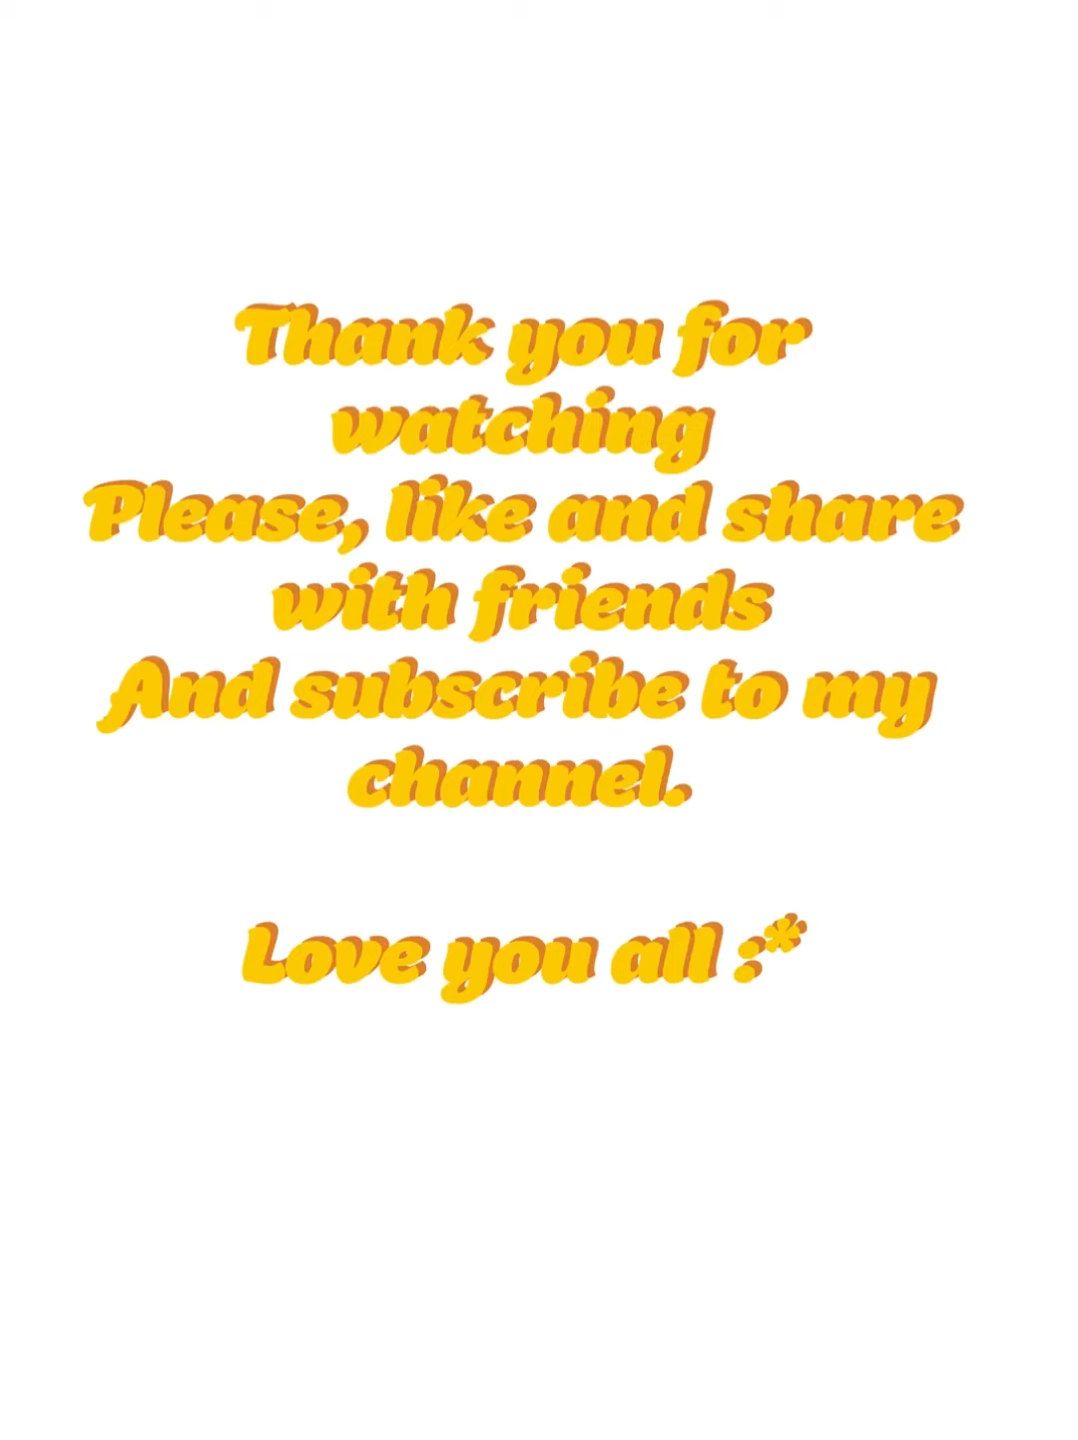 Thank you for
watching
Please, like and share
with friends
And subscribe to my
channel.
Love you all :*